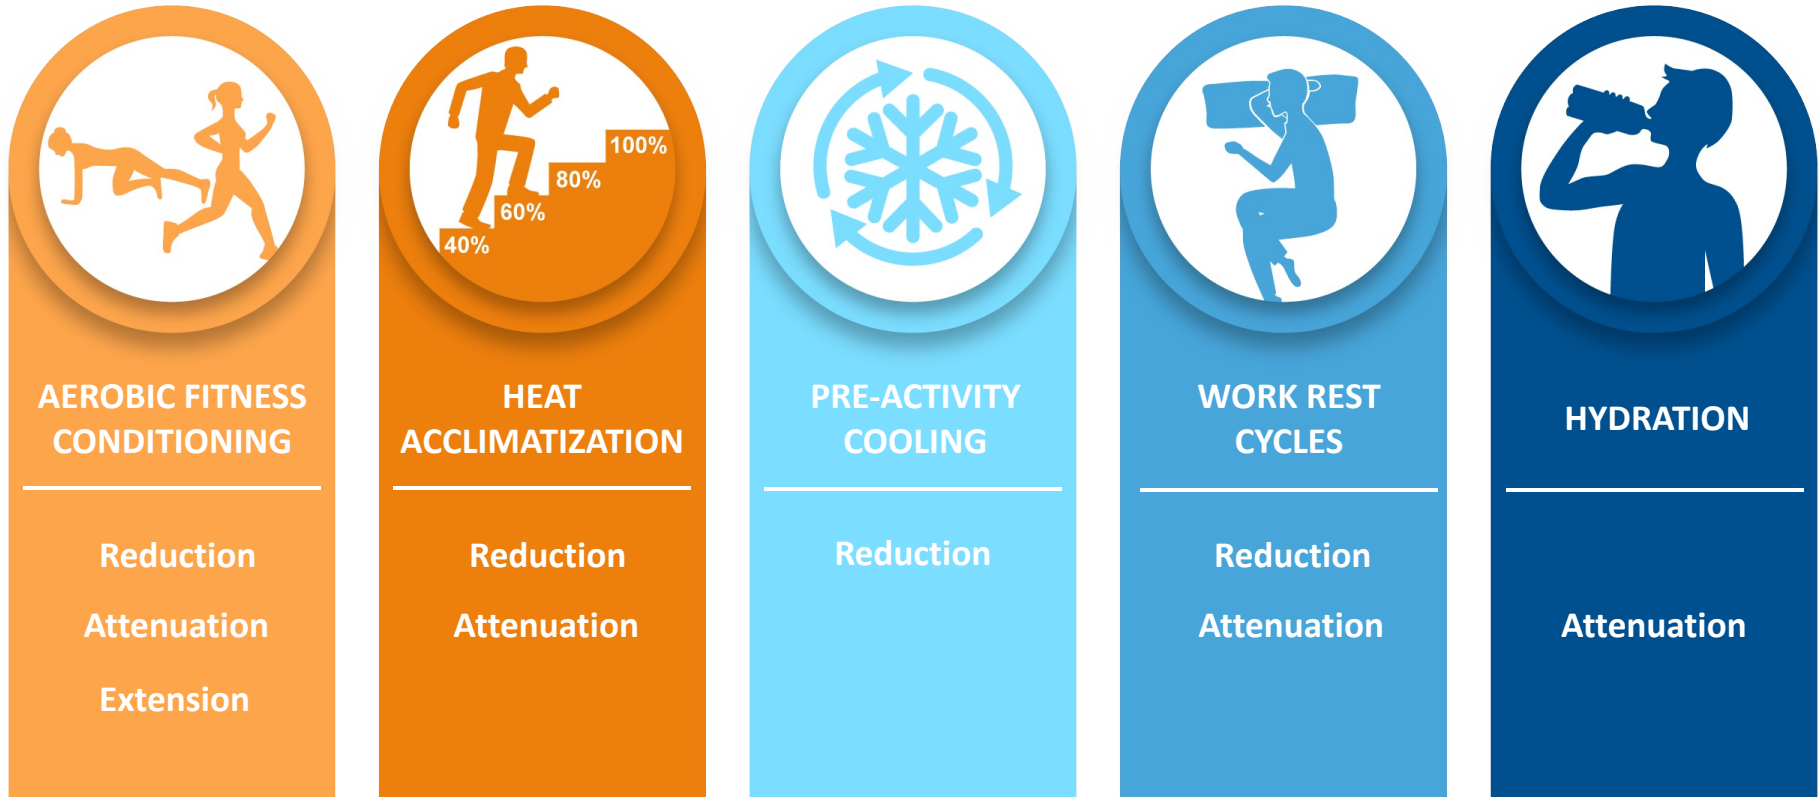 AEROBIC FITNESS
CONDITIONING
Reduction
Attenuation
Extension
40%
60%
80%
100%
HEAT
ACCLIMATIZATION
Reduction
Attenuation
PRE-ACTIVITY
COOLING
Reduction
WORK REST
CYCLES
Reduction
Attenuation
HYDRATION
Attenuation